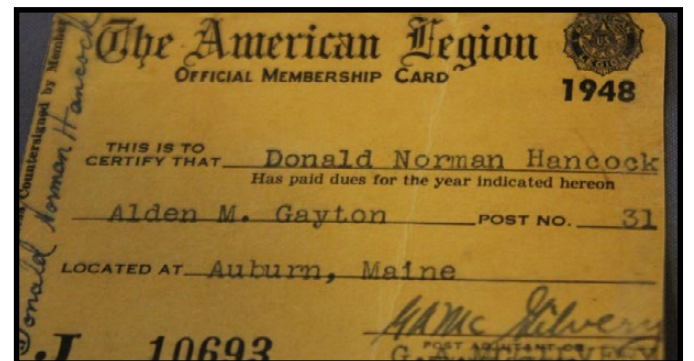 The American Legion
OFFICIAL MEMBERSHIP CARD
1948
THIS IS TO
CERTIFY THAT Donald Norman Hancock
Has paid dues for the year indicated hereon
Alden M. Gayton POST NO. 31
LOCATED AT Auburn, Maine
J 10693
POST ADJUTANT OR
Countersigned by Member
Donald Norman Hancock